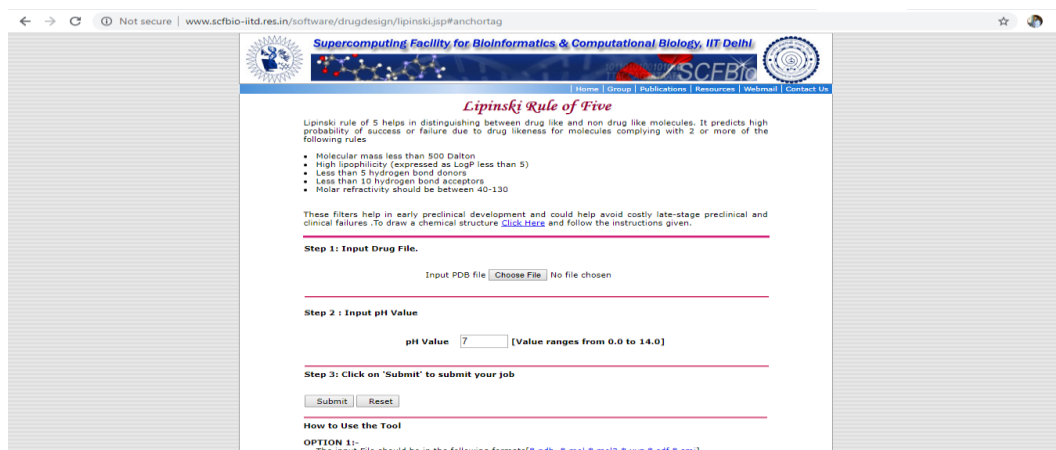 Not secure | www.scfbio-iitd.res.in/software/drugdesign/lipinski.jsp#anchortag
Supercomputing Facility for Bioinformatics & Computational Biology, IIT Delhi
SCFBio
| Home | Group | Publications | Resources | Webmail | Contact Us
Lipinski Rule of Five
Lipinski rule of 5 helps in distinguishing between drug like and non drug like molecules. It predicts high
probability of success or failure due to drug likeness for molecules complying with 2 or more of the
following rules
• Molecular mass less than 500 Dalton
• High lipophilicity (expressed as LogP less than 5)
• Less than 5 hydrogen bond donors
• Less than 10 hydrogen bond acceptors
• Molar refractivity should be between 40-130
These filters help in early preclinical development and could help avoid costly late-stage preclinical and
clinical failures .To draw a chemical structure Click Here and follow the instructions given.
Step 1: Input Drug File.
Input PDB file Choose File No file chosen
Step 2 : Input pH Value
pH Value 7 [Value ranges from 0.0 to 14.0]
Step 3: Click on 'Submit' to submit your job
Submit Reset
How to Use the Tool
OPTION 1:-
The input File should be in the following formats